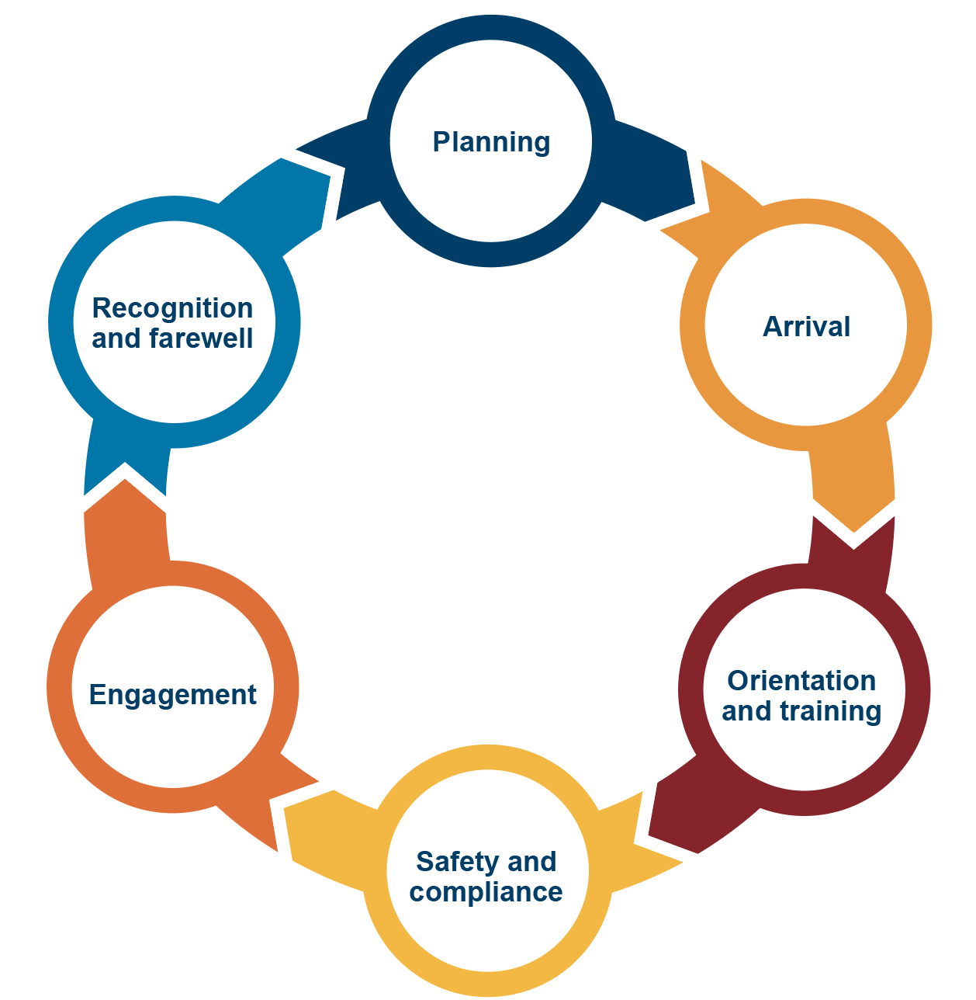 Planning
Arrival
Orientation
and training
Safety and
compliance
Engagement
Recognition
and farewell